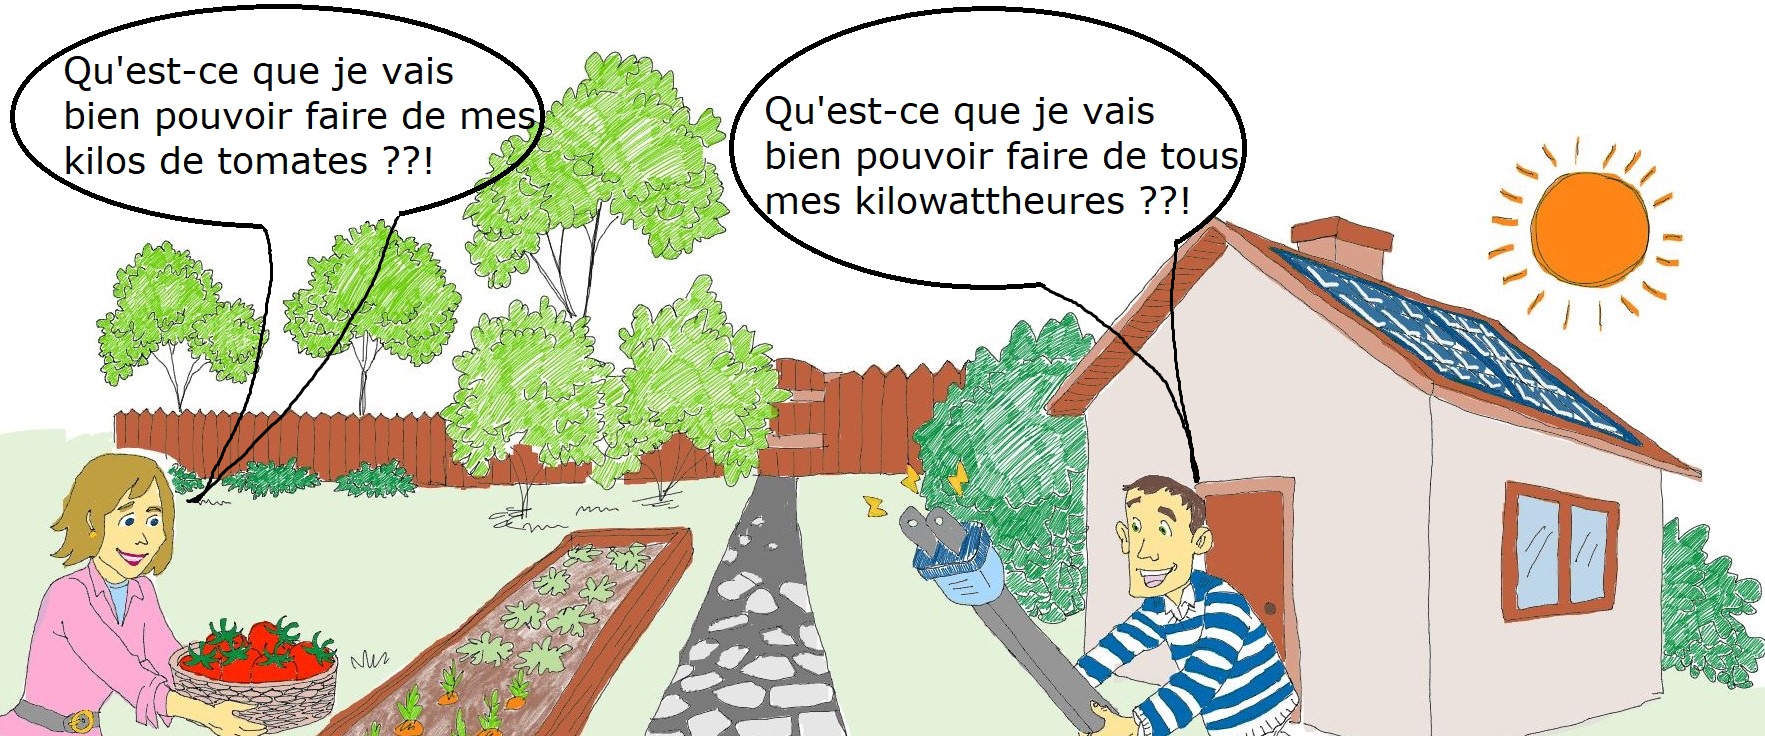 Qu'est-ce que je vais
bien pouvoir faire de mes
kilos de tomates ??!
Qu'est-ce que je vais
bien pouvoir faire de tous
mes kilowattheures ??!